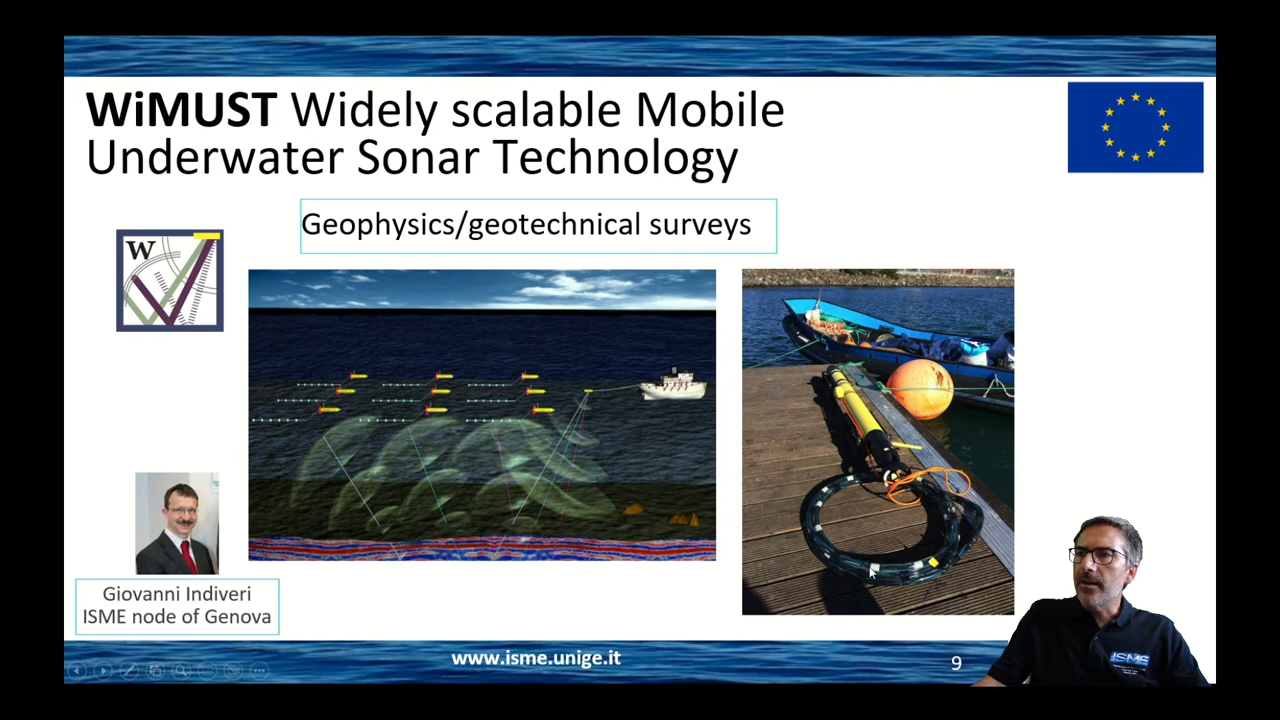 WiMUST Widely scalable Mobile
Underwater Sonar Technology
Geophysics/geotechnical surveys
W
Giovanni Indiveri
ISME node of Genova
www.isme.unige.it
9
ISME